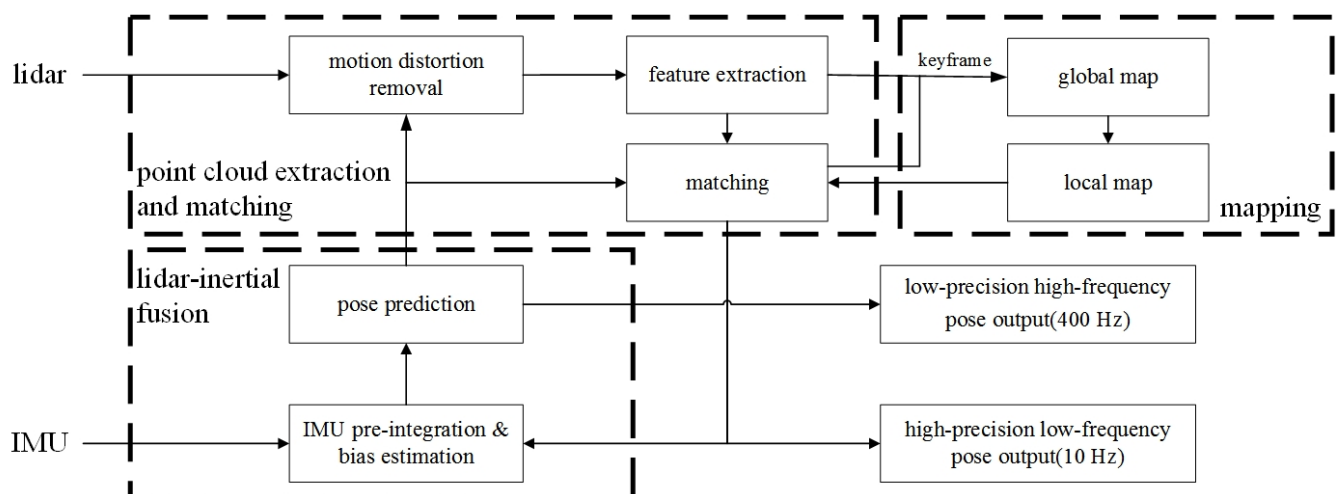 lidar
motion distortion
removal
feature extraction
keyframe
global map
point cloud extraction
and matching
matching
local map
mapping
lidar-inertial
fusion
pose prediction
low-precision high-frequency
pose output(400 Hz)
IMU
IMU pre-integration &
bias estimation
high-precision low-frequency
pose output(10 Hz)